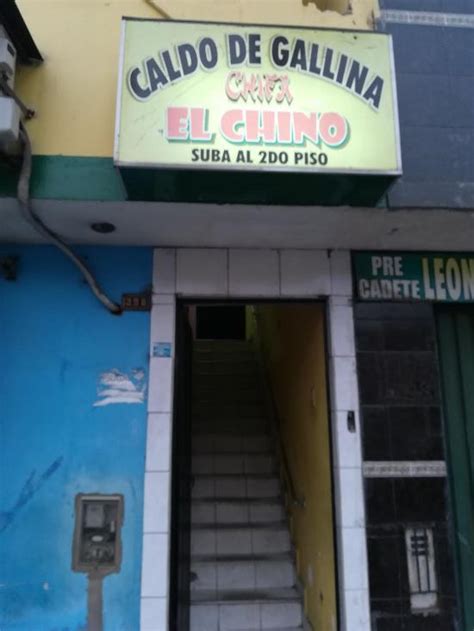 CALDO DE GALLINA
CHIFA
EL CHINO
SUBA AL 2DO PISO
PRE
CADETE
LEON